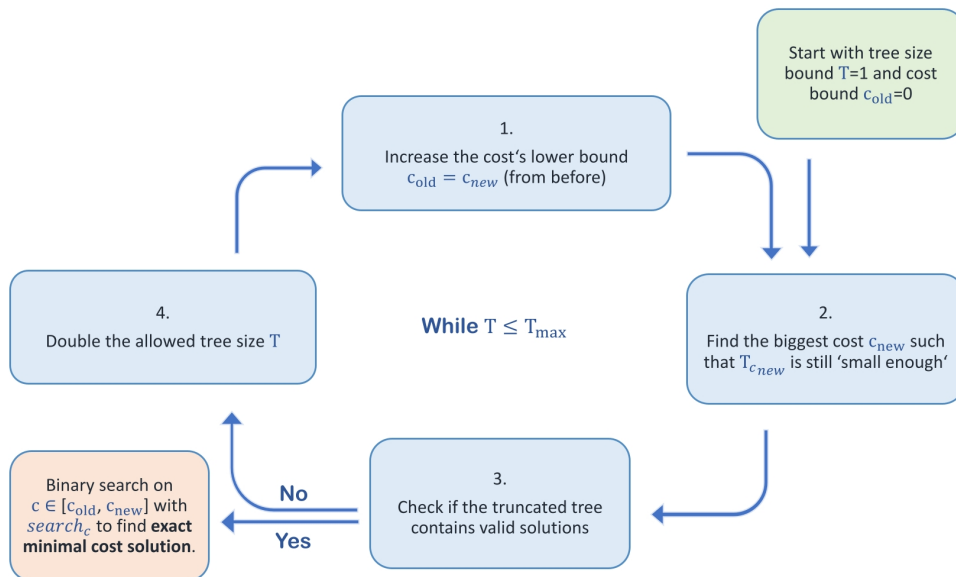 Start with tree size
bound T=1 and cost
bound c_old=0
1.
Increase the cost‘s lower bound
c_old = c_new (from before)
2.
Find the biggest cost c_new such
that T_c_new is still ‘small enough‘
While T ≤ T_max
4.
Double the allowed tree size T
3.
Check if the truncated tree
contains valid solutions
No
Yes
Binary search on
c ∈ [c_old, c_new] with
search_c to find exact
minimal cost solution.